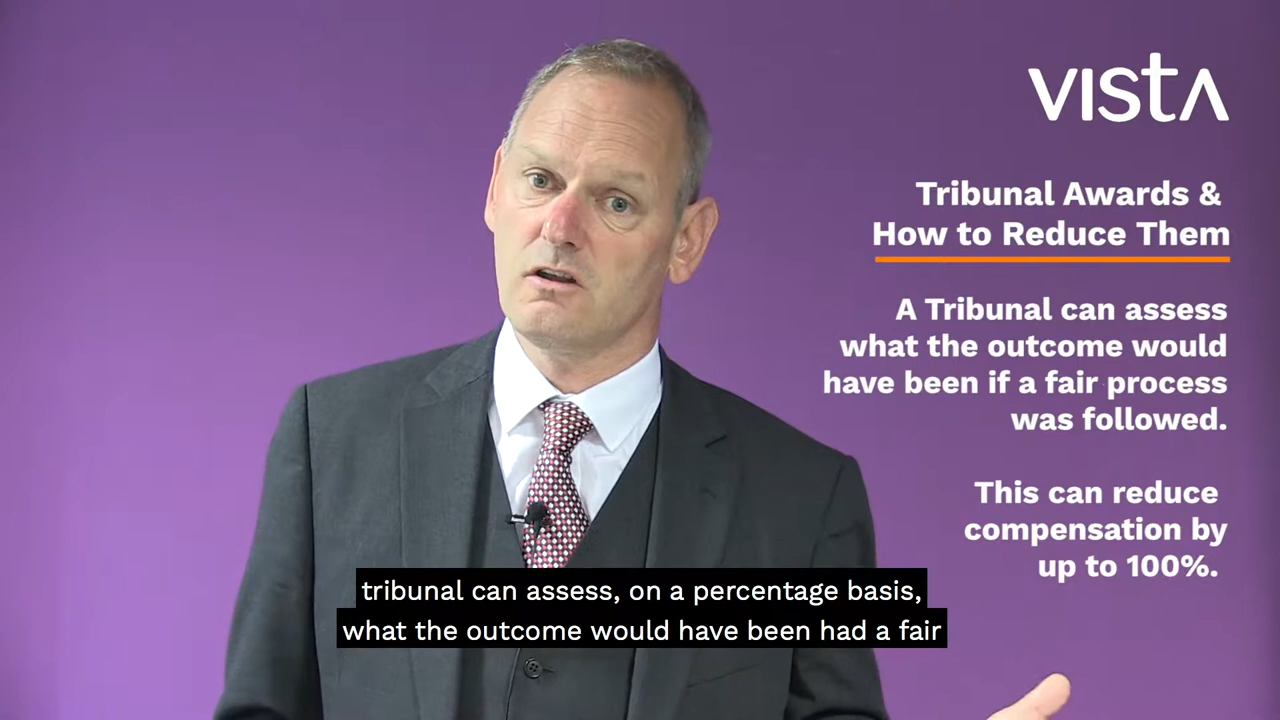 vista
Tribunal Awards &
How to Reduce Them
A Tribunal can assess
what the outcome would
have been if a fair process
was followed.
This can reduce
compensation by
up to 100%.
tribunal can assess, on a percentage basis,
what the outcome would have been had a fair